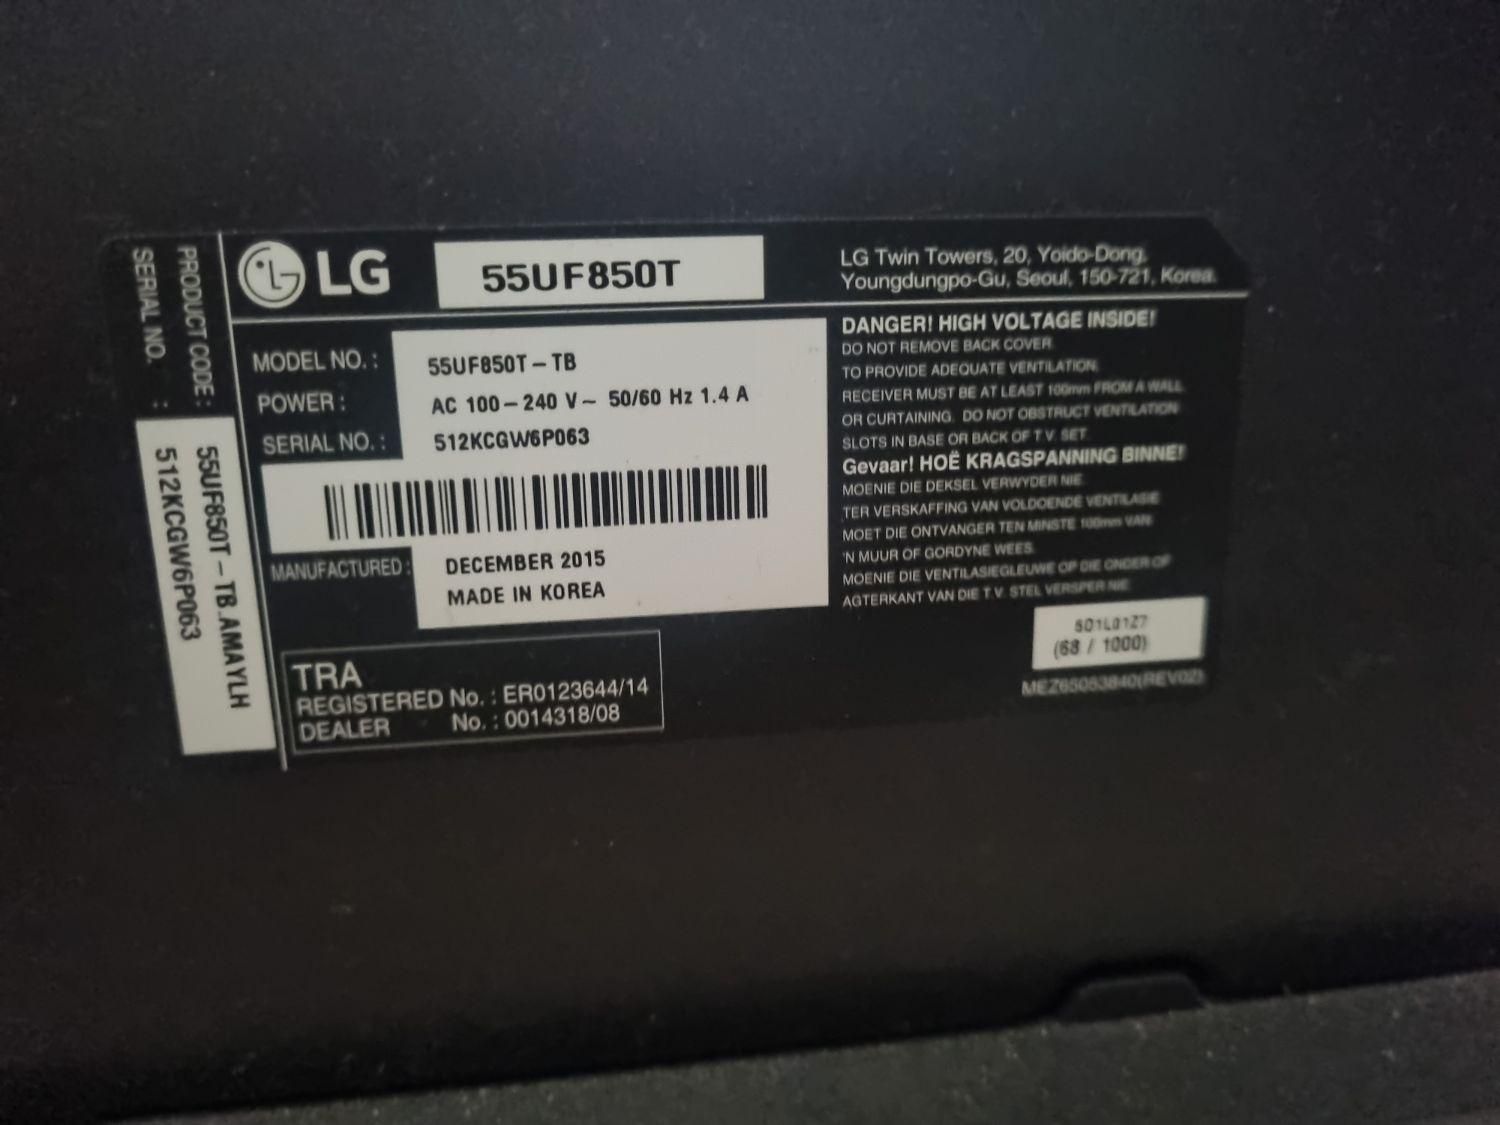 LG
55UF850T
LG Twin Towers, 20, Yoido-Dong,
Youngdungpo-Gu, Seoul, 150-721, Korea.
PRODUCT CODE: 55UF850T - TB.AMAYLH
SERIAL NO. : 512KCGW6P063
MODEL NO. : 55UF850T - TB
POWER : AC 100 - 240 V~ 50/60 Hz 1.4 A
SERIAL NO. : 512KCGW6P063
MANUFACTURED : DECEMBER 2015
MADE IN KOREA
TRA
REGISTERED No. : ER0123644/14
DEALER No. : 0014318/08
DANGER! HIGH VOLTAGE INSIDE!
DO NOT REMOVE BACK COVER.
TO PROVIDE ADEQUATE VENTILATION,
RECEIVER MUST BE AT LEAST 100mm FROM A WALL
OR CURTAINING. DO NOT OBSTRUCT VENTILATION
SLOTS IN BASE OR BACK OF T.V. SET.
Gevaar! HOË KRAGSPANNING BINNE!
MOENIE DIE DEKSEL VERWYDER NIE.
TER VERSKAFFING VAN VOLDOENDE VENTILASIE
MOET DIE ONTVANGER TEN MINSTE 100mm VAN
'N MUUR OF GORDYNE WEES.
MOENIE DIE VENTILASIEGLEUWE OP DIE ONDER OF
AGTERKANT VAN DIE T.V. STEL VERSPER NIE.
(68 / 1000)
MEZ65083840(REV02)